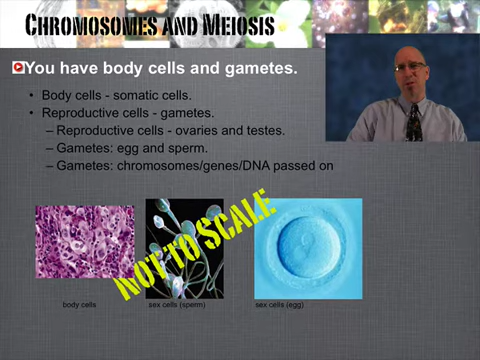 Chromosomes and Meiosis
You have body cells and gametes.
• Body cells - somatic cells.
• Reproductive cells - gametes.
– Reproductive cells - ovaries and testes.
– Gametes: egg and sperm.
– Gametes: chromosomes/genes/DNA passed on
NOT TO SCALE
body cells
sex cells (sperm)
sex cells (egg)